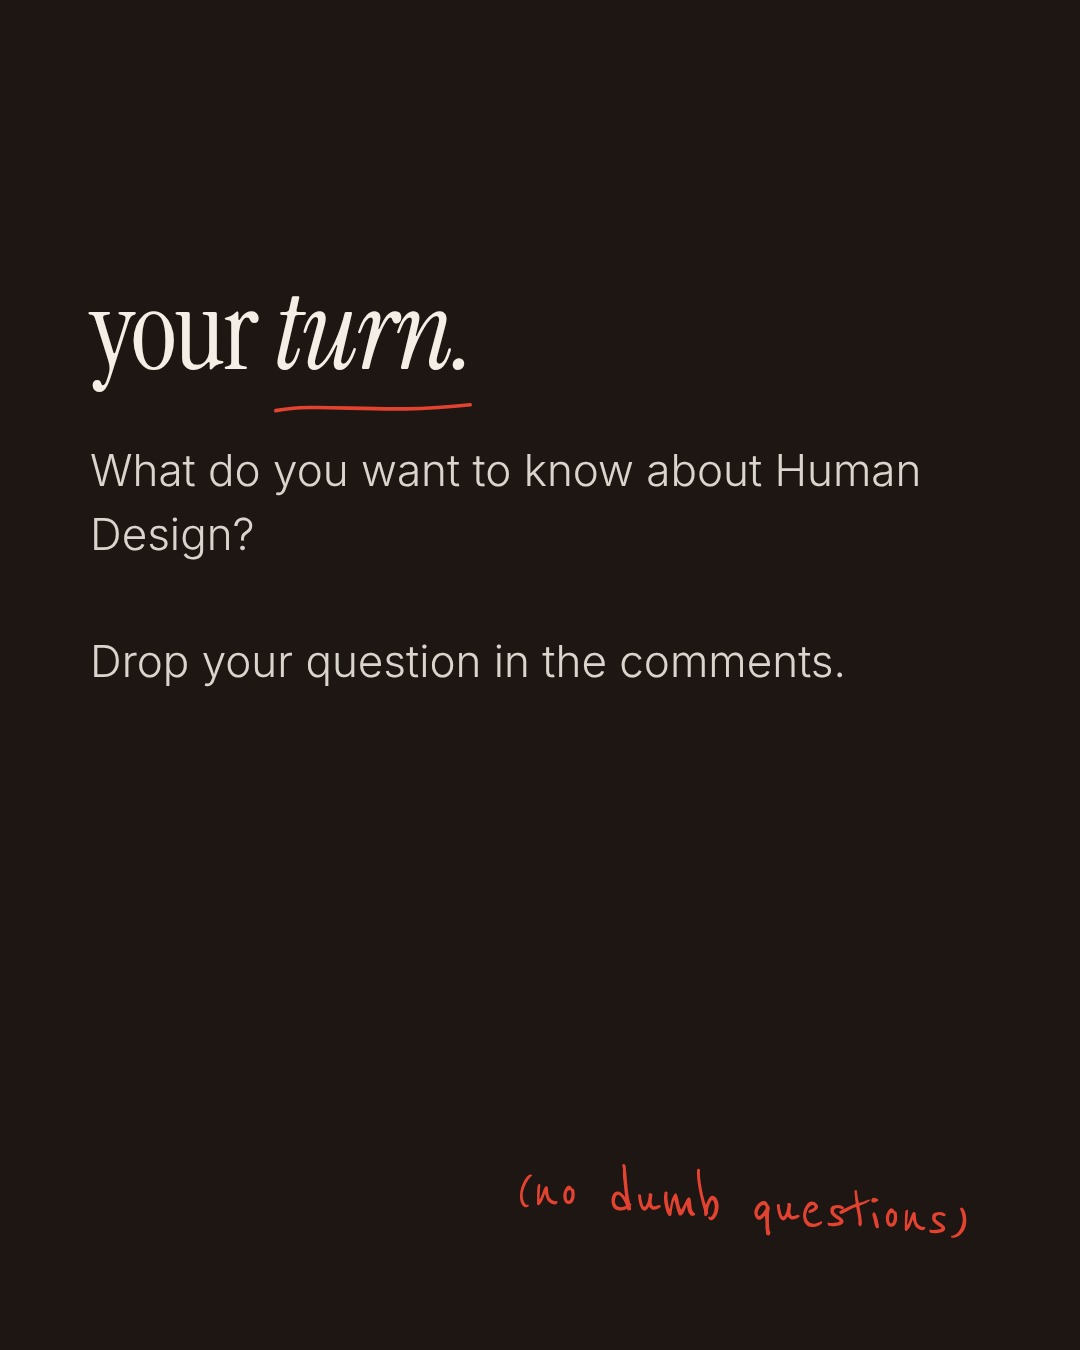 your turn.
What do you want to know about Human
Design?
Drop your question in the comments.
(no dumb questions)